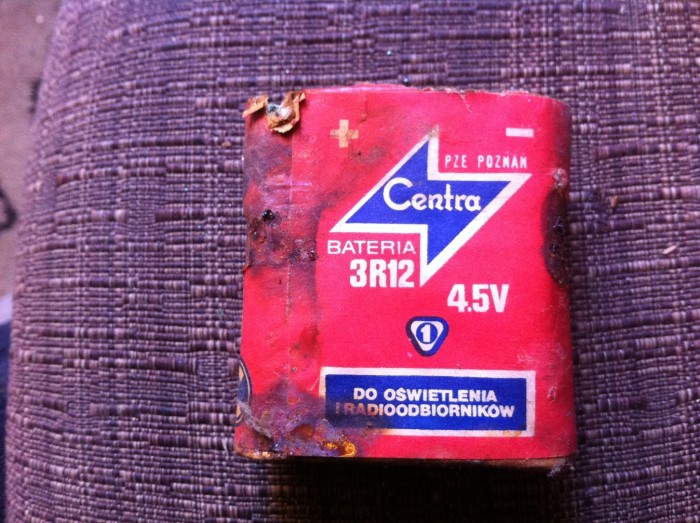 + −
PZE POZNAŃ
Centra
BATERIA
3R12
4.5V
1
DO OŚWIETLENIA
I RADIOODBIORNIKÓW